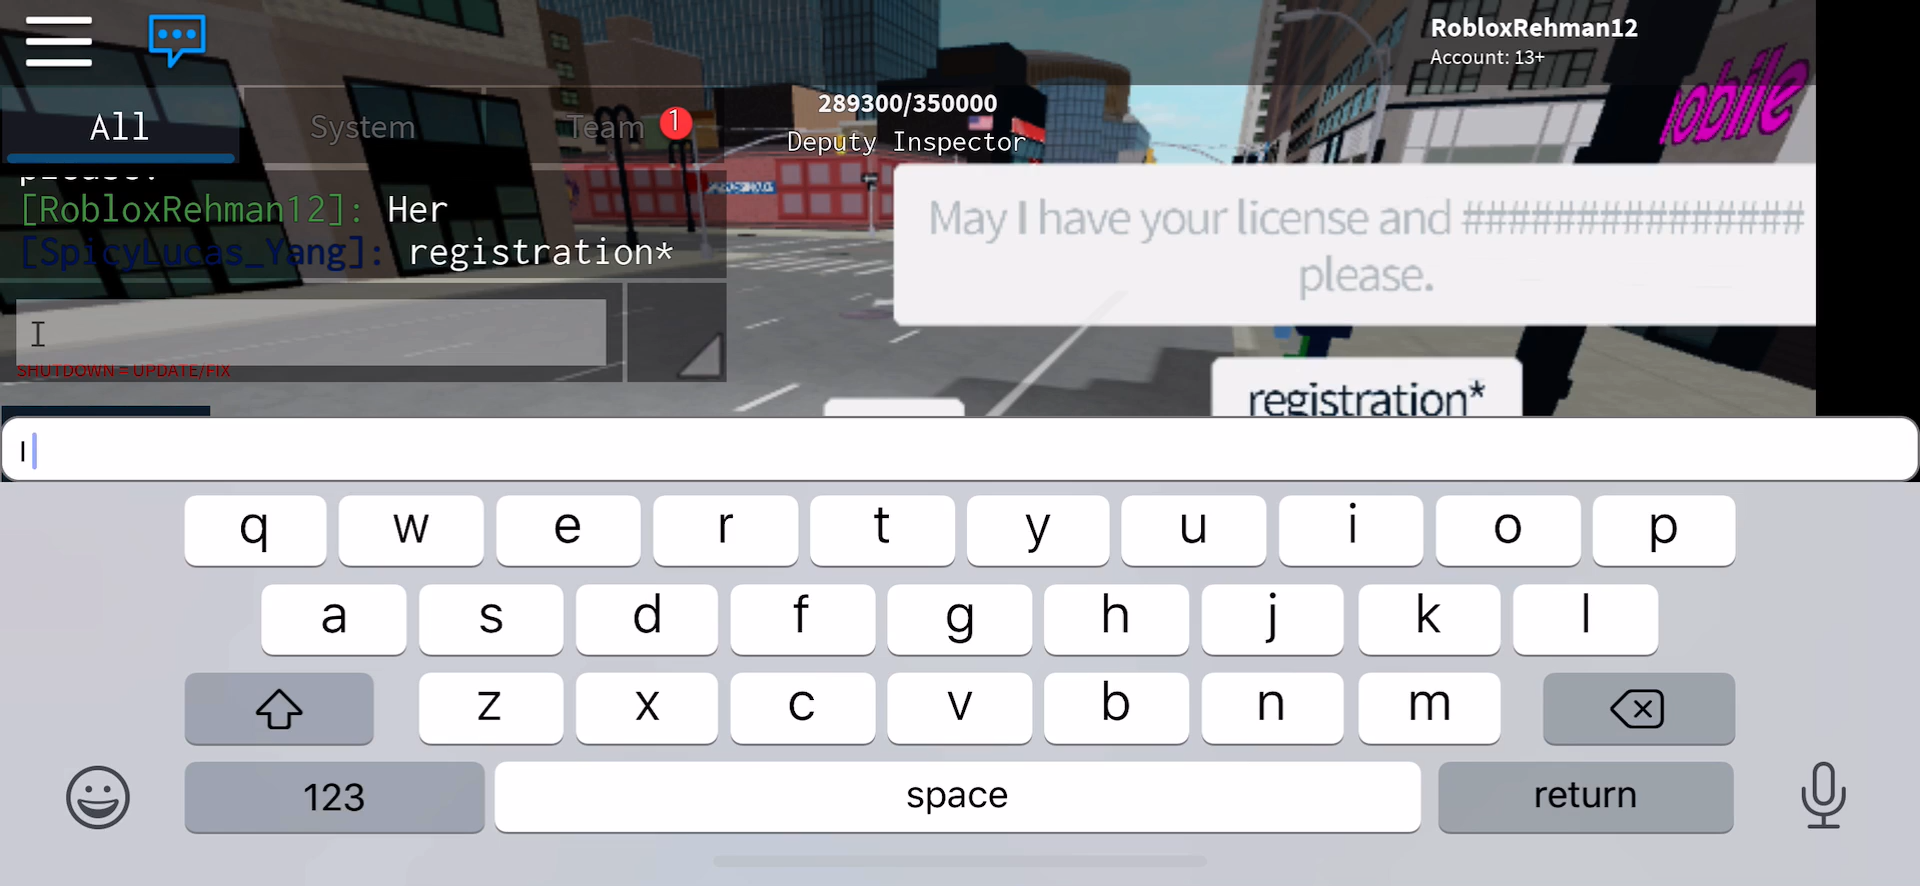 RobloxRehman12
Account: 13+
All
System
Team
1
289300/350000
Deputy Inspector
please.
[RobloxRehman12]: Her
[SpicyLucas_Yang]: registration*
May I have your license and ###############
please.
I
SHUTDOWN = UPDATE/FIX
registration*
I
q w e r t y u i o p
a s d f g h j k l
z x c v b n m
123
space
return